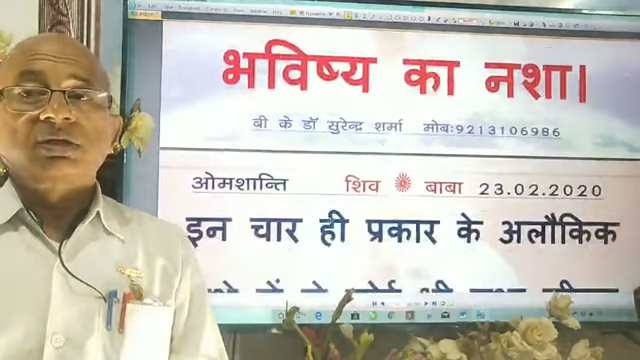 भविष्य का नशा।
बी के डॉ सुरेन्द्र शर्मा मोबः9213106986
ओमशान्ति शिव बाबा 23.02.2020
इन चार ही प्रकार के अलौकिक